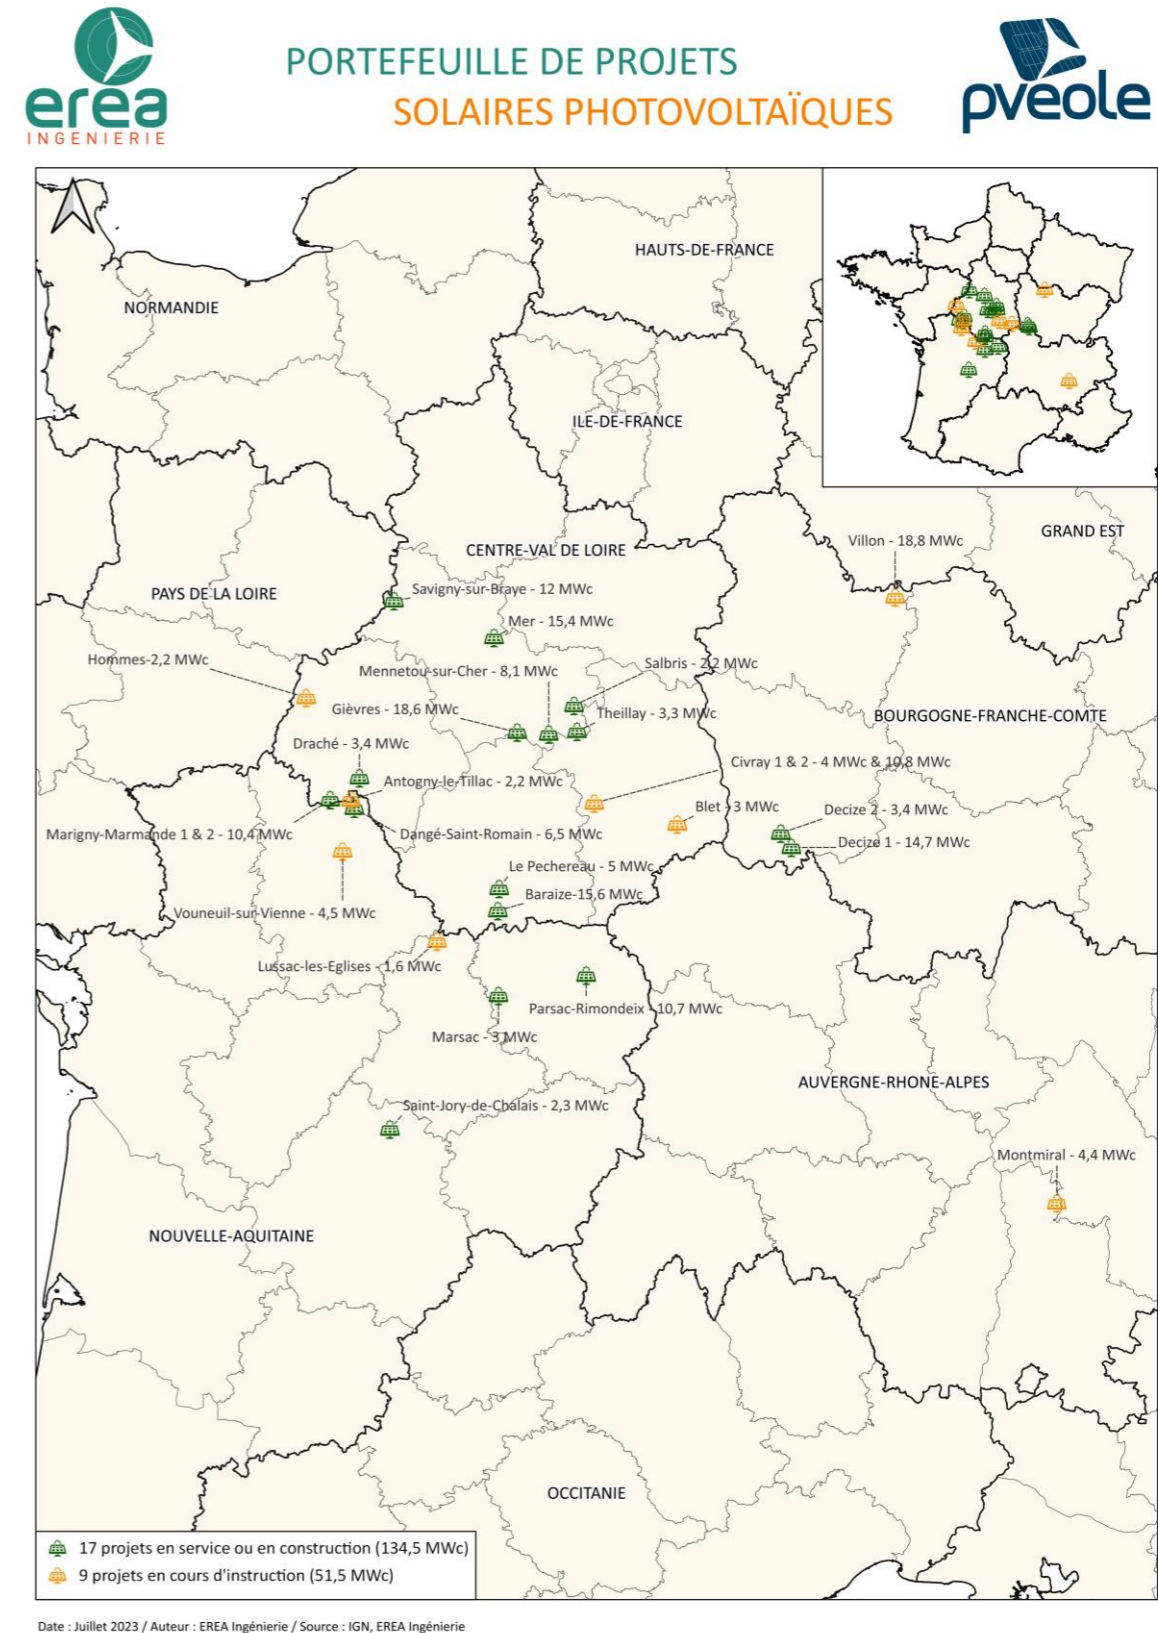 erea
INGENIERIE
PORTEFEUILLE DE PROJETS
SOLAIRES PHOTOVOLTAÏQUES
pveole
HAUTS-DE-FRANCE
NORMANDIE
ILE-DE-FRANCE
GRAND EST
Villon - 18,8 MWc
CENTRE-VAL DE LOIRE
PAYS DE LA LOIRE
Savigny-sur-Braye - 12 MWc
Mer - 15,4 MWc
Hommes-2,2 MWc
Mennetou-sur-Cher - 8,1 MWc
Salbris - 2,2 MWc
Gièvres - 18,6 MWc
Theillay - 3,3 MWc
BOURGOGNE-FRANCHE-COMTE
Draché - 3,4 MWc
Civray 1 & 2 - 4 MWc & 10,8 MWc
Antogny-le-Tillac - 2,2 MWc
Blet - 3 MWc
Decize 2 - 3,4 MWc
Marigny-Marmande 1 & 2 - 10,4 MWc
Dangé-Saint-Romain - 6,5 MWc
Decize 1 - 14,7 MWc
Le Pechereau - 5 MWc
Baraize-15,6 MWc
Vouneuil-sur-Vienne - 4,5 MWc
Lussac-les-Eglises - 1,6 MWc
Parsac-Rimondeix - 10,7 MWc
Marsac - 3 MWc
AUVERGNE-RHONE-ALPES
Saint-Jory-de-Chalais - 2,3 MWc
Montmiral - 4,4 MWc
NOUVELLE-AQUITAINE
OCCITANIE
17 projets en service ou en construction (134,5 MWc)
9 projets en cours d'instruction (51,5 MWc)
Date : Juillet 2023 / Auteur : EREA Ingénierie / Source : IGN, EREA Ingénierie